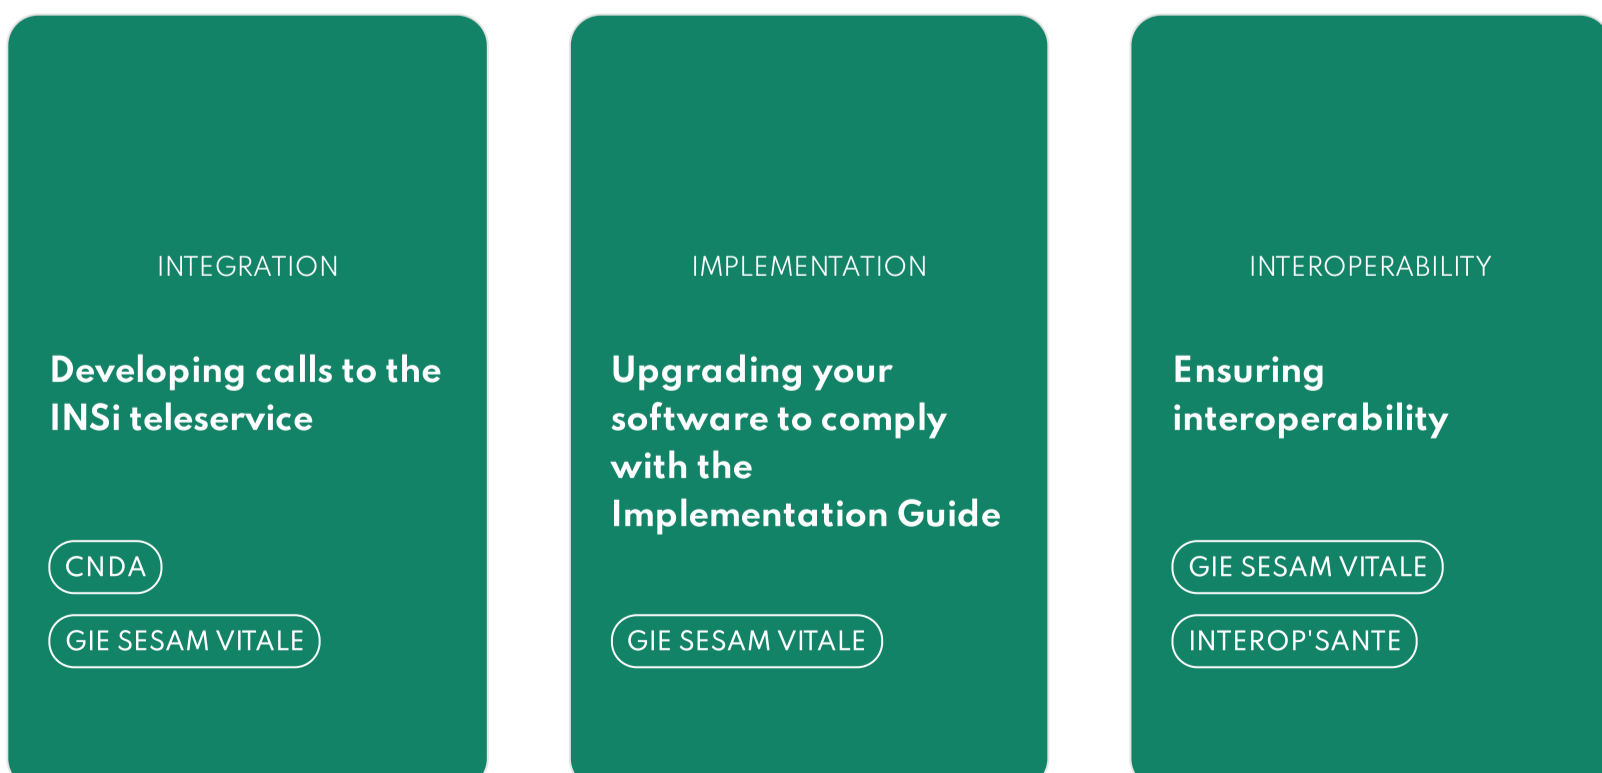 INTEGRATION
Developing calls to the
INSi teleservice
CNDA
GIE SESAM VITALE
IMPLEMENTATION
Upgrading your
software to comply
with the
Implementation Guide
GIE SESAM VITALE
INTEROPERABILITY
Ensuring
interoperability
GIE SESAM VITALE
INTEROP'SANTE